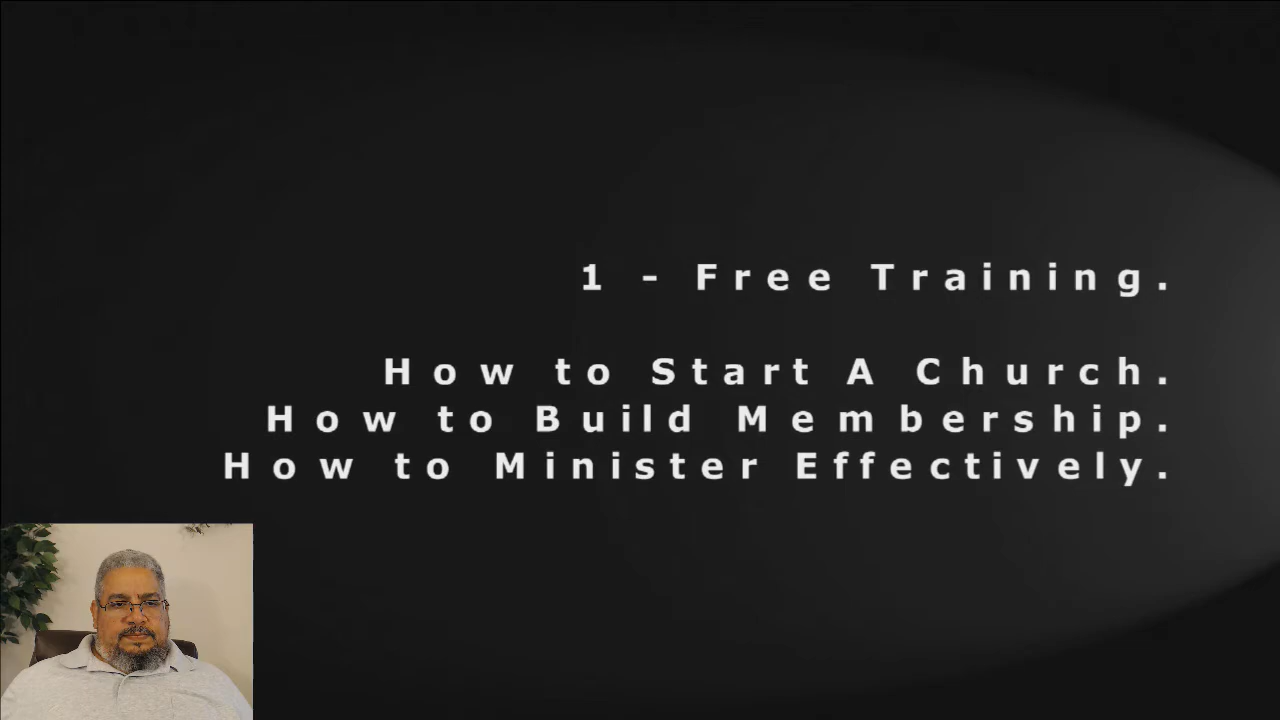 1 - Free Training.
How to Start A Church.
How to Build Membership.
How to Minister Effectively.